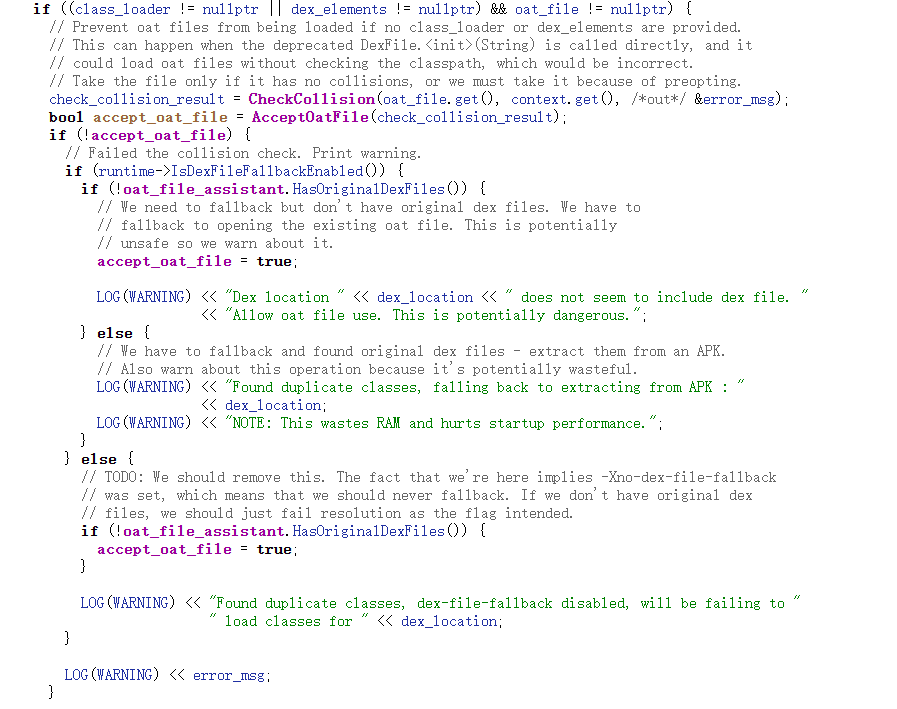 if ((class_loader != nullptr || dex_elements != nullptr) && oat_file != nullptr) {
// Prevent oat files from being loaded if no class_loader or dex_elements are provided.
// This can happen when the deprecated DexFile.<init>(String) is called directly, and it
// could load oat files without checking the classpath, which would be incorrect.
// Take the file only if it has no collisions, or we must take it because of preopting.
check_collision_result = CheckCollision(oat_file.get(), context.get(), /*out*/ &error_msg);
bool accept_oat_file = AcceptOatFile(check_collision_result);
if (!accept_oat_file) {
// Failed the collision check. Print warning.
if (runtime->IsDexFileFallbackEnabled()) {
if (!oat_file_assistant.HasOriginalDexFiles()) {
// We need to fallback but don't have original dex files. We have to
// fallback to opening the existing oat file. This is potentially
// unsafe so we warn about it.
accept_oat_file = true;
LOG(WARNING) << "Dex location " << dex_location << " does not seem to include dex file. "
<< "Allow oat file use. This is potentially dangerous.";
} else {
// We have to fallback and found original dex files - extract them from an APK.
// Also warn about this operation because it's potentially wasteful.
LOG(WARNING) << "Found duplicate classes, falling back to extracting from APK : "
<< dex_location;
LOG(WARNING) << "NOTE: This wastes RAM and hurts startup performance.";
}
} else {
// TODO: We should remove this. The fact that we're here implies -Xno-dex-file-fallback
// was set, which means that we should never fallback. If we don't have original dex
// files, we should just fail resolution as the flag intended.
if (!oat_file_assistant.HasOriginalDexFiles()) {
accept_oat_file = true;
}
LOG(WARNING) << "Found duplicate classes, dex-file-fallback disabled, will be failing to "
" load classes for " << dex_location;
}
LOG(WARNING) << error_msg;
}